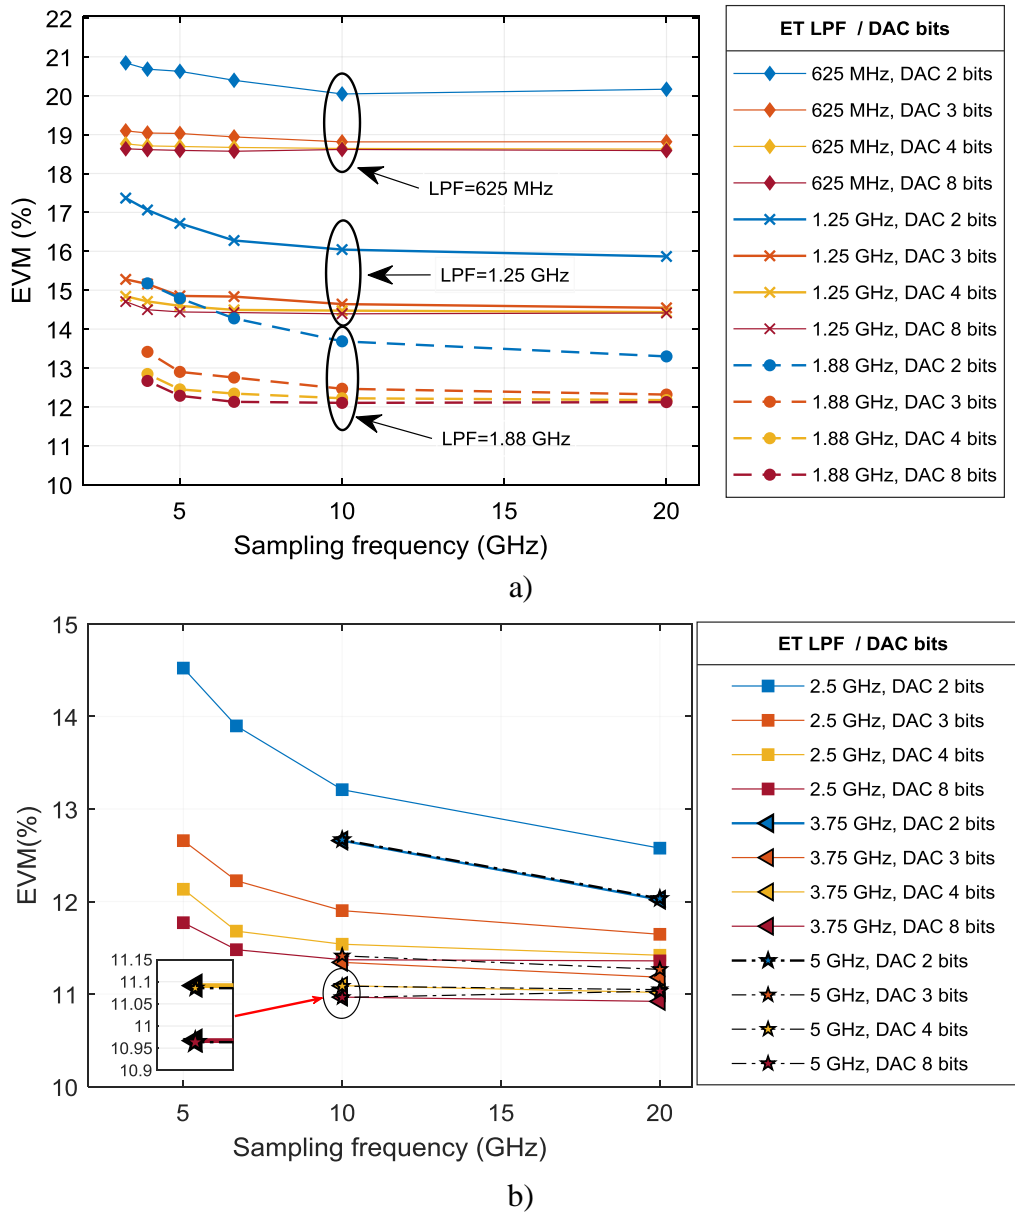 22
21
20
19
18
17
16
15
14
13
12
11
10
EVM (%)
5
10
15
20
Sampling frequency (GHz)
LPF=625 MHz
LPF=1.25 GHz
LPF=1.88 GHz
ET LPF / DAC bits
625 MHz, DAC 2 bits
625 MHz, DAC 3 bits
625 MHz, DAC 4 bits
625 MHz, DAC 8 bits
1.25 GHz, DAC 2 bits
1.25 GHz, DAC 3 bits
1.25 GHz, DAC 4 bits
1.25 GHz, DAC 8 bits
1.88 GHz, DAC 2 bits
1.88 GHz, DAC 3 bits
1.88 GHz, DAC 4 bits
1.88 GHz, DAC 8 bits
a)
15
14
13
12
11
10
EVM(%)
11.15
11.1
11.05
11
10.95
10.9
5
10
15
20
Sampling frequency (GHz)
ET LPF / DAC bits
2.5 GHz, DAC 2 bits
2.5 GHz, DAC 3 bits
2.5 GHz, DAC 4 bits
2.5 GHz, DAC 8 bits
3.75 GHz, DAC 2 bits
3.75 GHz, DAC 3 bits
3.75 GHz, DAC 4 bits
3.75 GHz, DAC 8 bits
5 GHz, DAC 2 bits
5 GHz, DAC 3 bits
5 GHz, DAC 4 bits
5 GHz, DAC 8 bits
b)